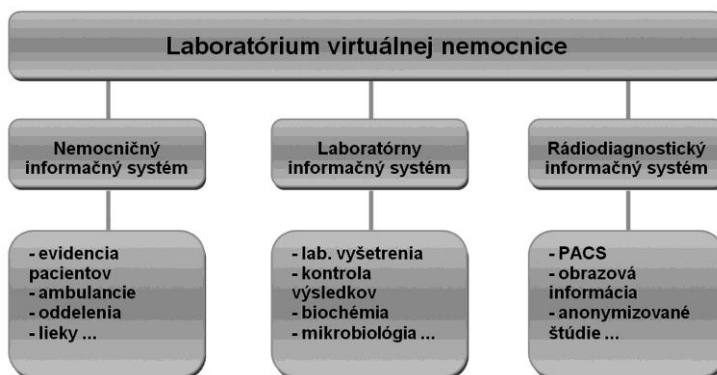 Laboratórium virtuálnej nemocnice
Nemocničný
informačný systém
Laboratórny
informačný systém
Rádiodiagnostický
informačný systém
- evidencia
pacientov
- ambulancie
- oddelenia
- lieky ...
- lab. vyšetrenia
- kontrola
výsledkov
- biochémia
- mikrobiológia ...
- PACS
- obrazová
informácia
- anonymizované
štúdie ...